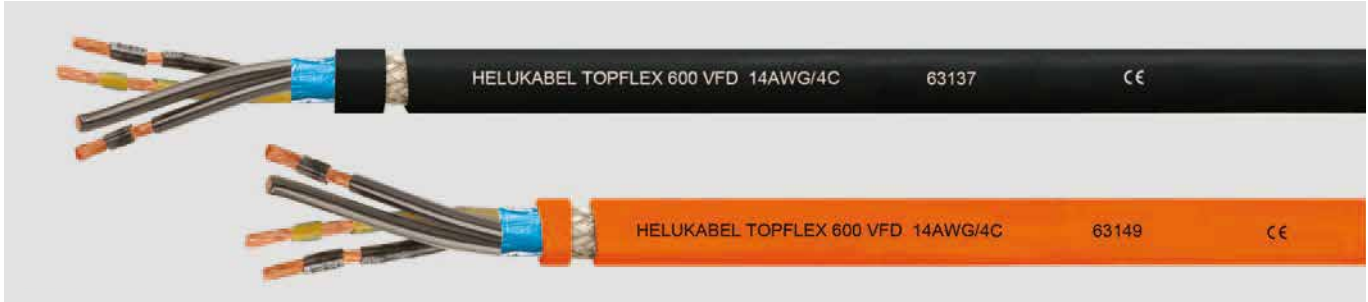 HELUKABEL TOPFLEX 600 VFD 14AWG/4C 63137 CE
HELUKABEL TOPFLEX 600 VFD 14AWG/4C 63149 CE